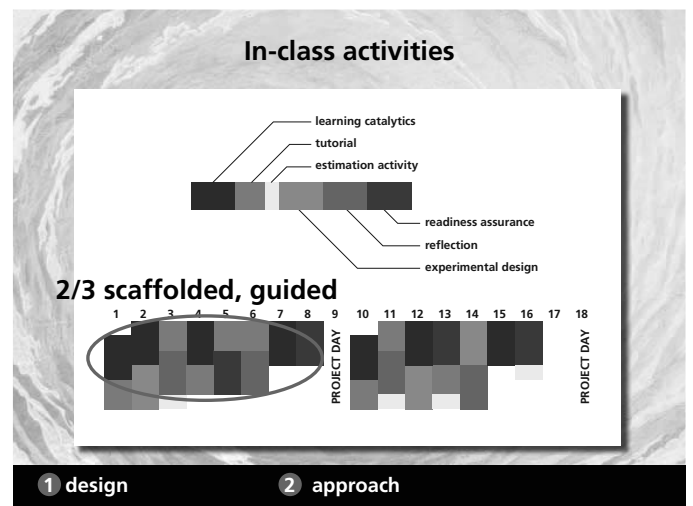 In-class activities
learning catalytics
tutorial
estimation activity
readiness assurance
reflection
experimental design
2/3 scaffolded, guided
1 2 3 4 5 6 7 8 9 10 11 12 13 14 15 16 17 18
PROJECT DAY
PROJECT DAY
1 design
2 approach